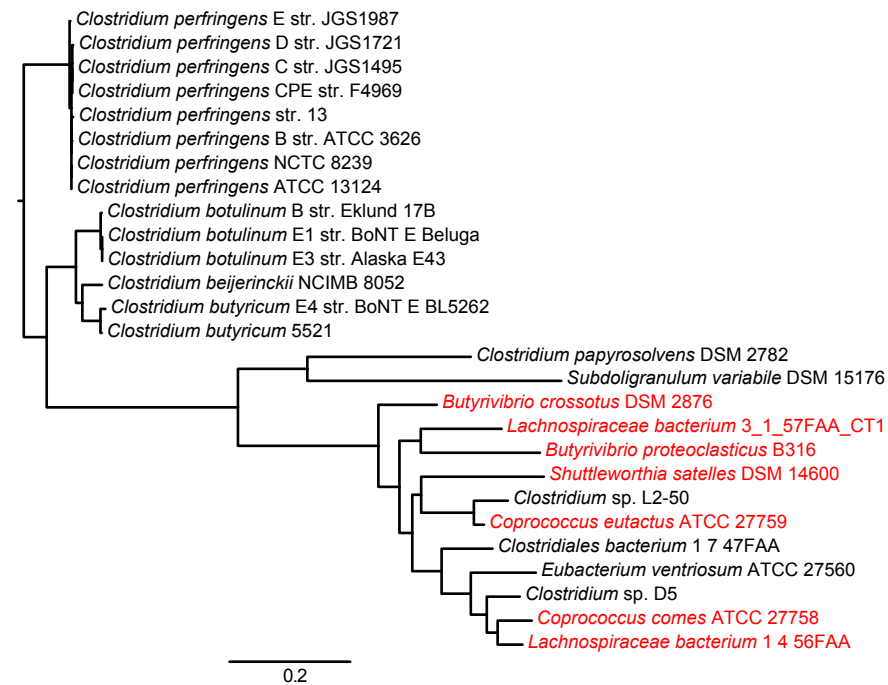 Clostridium perfringens E str. JGS1987
Clostridium perfringens D str. JGS1721
Clostridium perfringens C str. JGS1495
Clostridium perfringens CPE str. F4969
Clostridium perfringens str. 13
Clostridium perfringens B str. ATCC 3626
Clostridium perfringens NCTC 8239
Clostridium perfringens ATCC 13124
Clostridium botulinum B str. Eklund 17B
Clostridium botulinum E1 str. BoNT E Beluga
Clostridium botulinum E3 str. Alaska E43
Clostridium beijerinckii NCIMB 8052
Clostridium butyricum E4 str. BoNT E BL5262
Clostridium butyricum 5521
Clostridium papyrosolvens DSM 2782
Subdoligranulum variabile DSM 15176
Butyrivibrio crossotus DSM 2876
Lachnospiraceae bacterium 3_1_57FAA_CT1
Butyrivibrio proteoclasticus B316
Shuttleworthia satelles DSM 14600
Clostridium sp. L2-50
Coprococcus eutactus ATCC 27759
Clostridiales bacterium 1 7 47FAA
Eubacterium ventriosum ATCC 27560
Clostridium sp. D5
Coprococcus comes ATCC 27758
Lachnospiraceae bacterium 1 4 56FAA
0.2